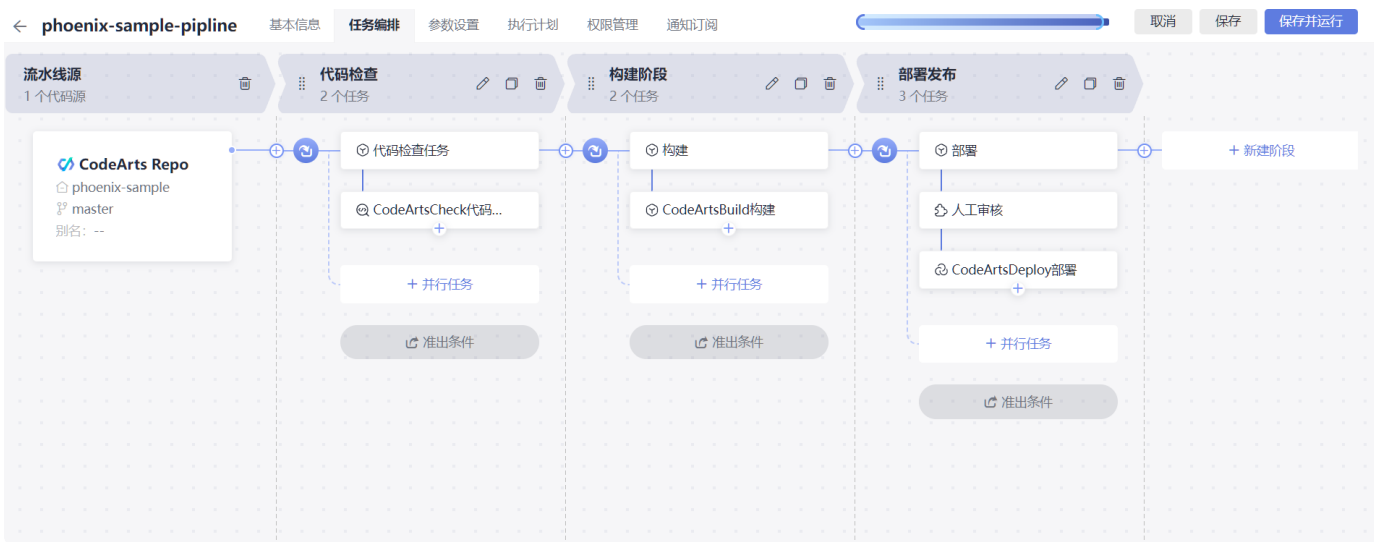 phoenix-sample-pipline
基本信息
任务编排
参数设置
执行计划
权限管理
通知订阅
取消
保存
保存并运行
流水线源
1 个代码源
代码检查
2 个任务
构建阶段
2 个任务
部署发布
3 个任务
CodeArts Repo
phoenix-sample
master
别名: --
代码检查任务
CodeArtsCheck代码...
+ 并行任务
准出条件
构建
CodeArtsBuild构建
+ 并行任务
准出条件
部署
人工审核
CodeArtsDeploy部署
+ 并行任务
准出条件
+ 新建阶段